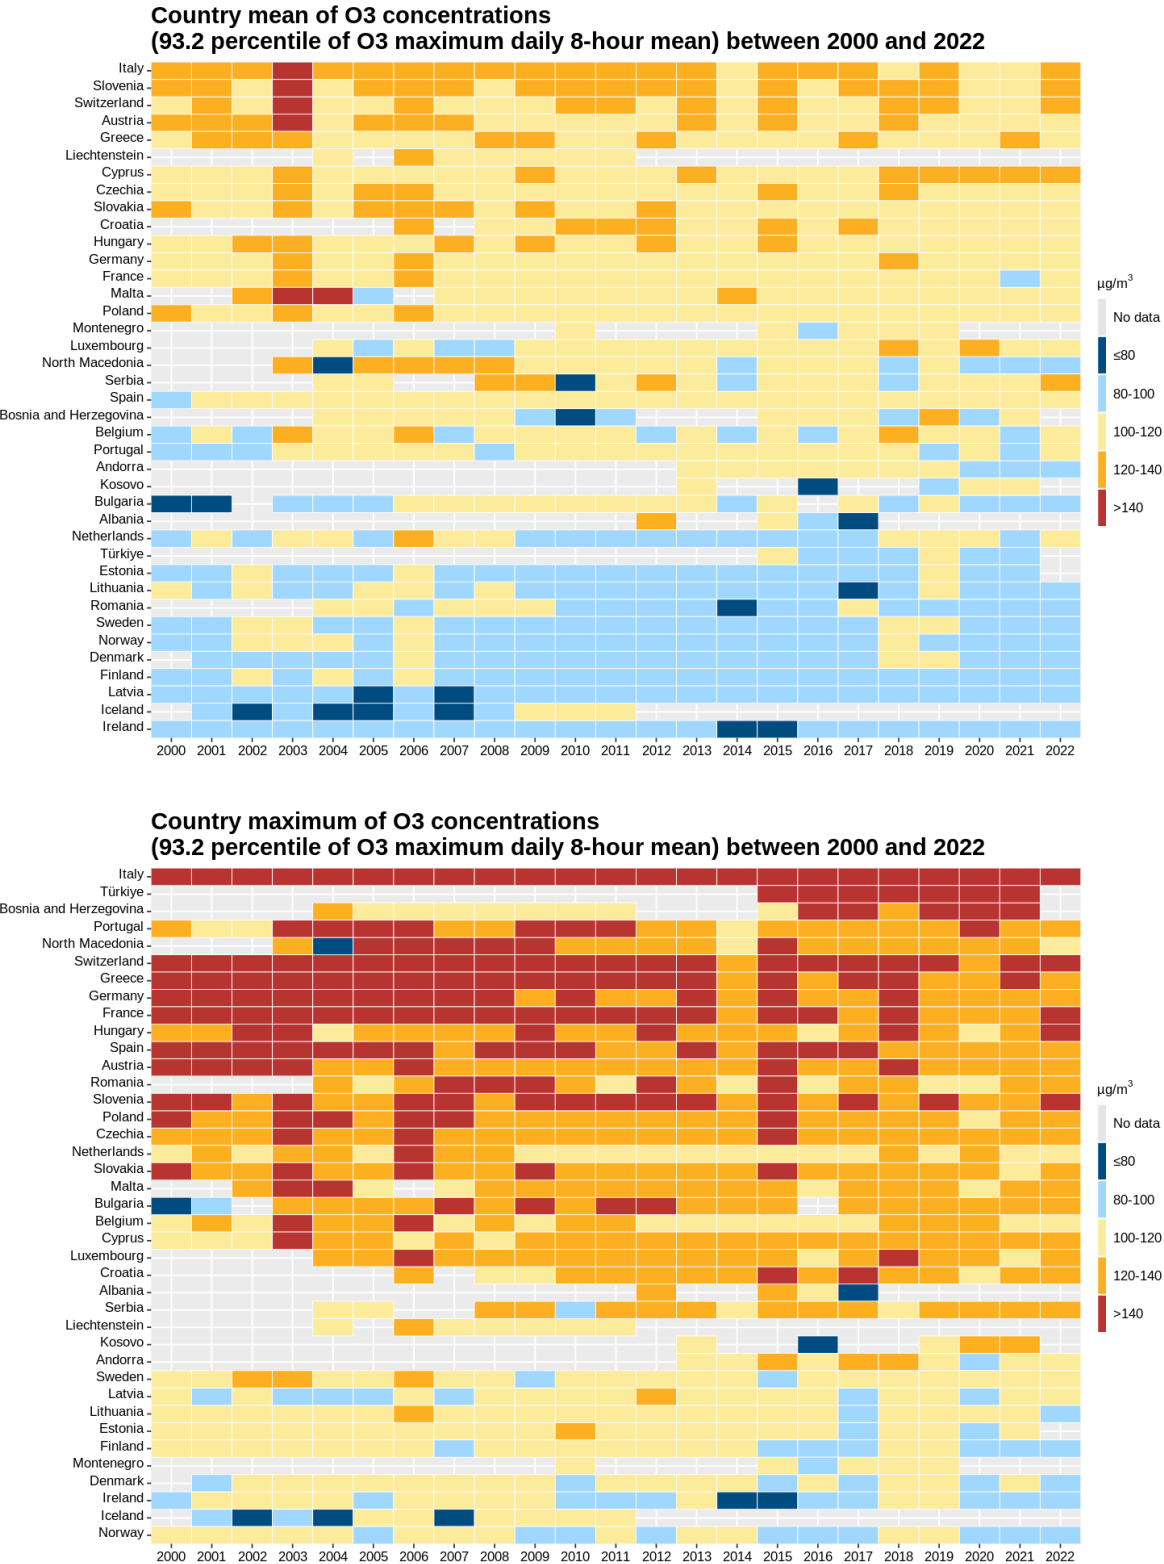 Country mean of O3 concentrations
(93.2 percentile of O3 maximum daily 8-hour mean) between 2000 and 2022
Italy
Slovenia
Switzerland
Austria
Greece
Liechtenstein
Cyprus
Czechia
Slovakia
Croatia
Hungary
Germany
France
Malta
Poland
Montenegro
Luxembourg
North Macedonia
Serbia
Spain
Bosnia and Herzegovina
Belgium
Portugal
Andorra
Kosovo
Bulgaria
Albania
Netherlands
Türkiye
Estonia
Lithuania
Romania
Sweden
Norway
Denmark
Finland
Latvia
Iceland
Ireland
2000 2001 2002 2003 2004 2005 2006 2007 2008 2009 2010 2011 2012 2013 2014 2015 2016 2017 2018 2019 2020 2021 2022
µg/m³
No data
≤80
80-100
100-120
120-140
>140
Country maximum of O3 concentrations
(93.2 percentile of O3 maximum daily 8-hour mean) between 2000 and 2022
Italy
Türkiye
Bosnia and Herzegovina
Portugal
North Macedonia
Switzerland
Greece
Germany
France
Hungary
Spain
Austria
Romania
Slovenia
Poland
Czechia
Netherlands
Slovakia
Malta
Bulgaria
Belgium
Cyprus
Luxembourg
Croatia
Albania
Serbia
Liechtenstein
Kosovo
Andorra
Sweden
Latvia
Lithuania
Estonia
Finland
Montenegro
Denmark
Ireland
Iceland
Norway
2000 2001 2002 2003 2004 2005 2006 2007 2008 2009 2010 2011 2012 2013 2014 2015 2016 2017 2018 2019 2020 2021 2022
µg/m³
No data
≤80
80-100
100-120
120-140
>140